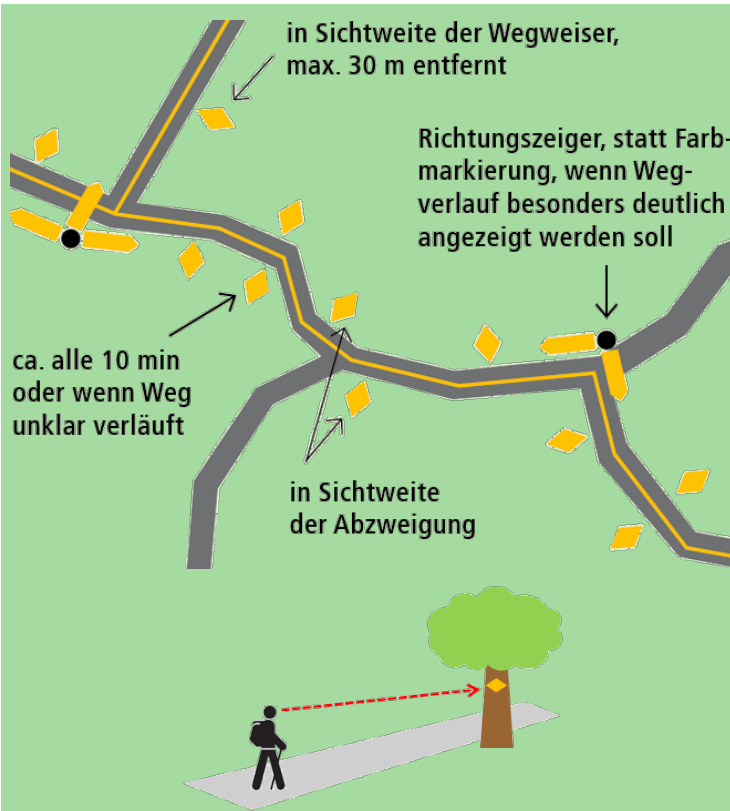 in Sichtweite der Wegweiser,
max. 30 m entfernt
Richtungszeiger, statt Farb-
markierung, wenn Weg-
verlauf besonders deutlich
angezeigt werden soll
ca. alle 10 min
oder wenn Weg
unklar verläuft
in Sichtweite
der Abzweigung